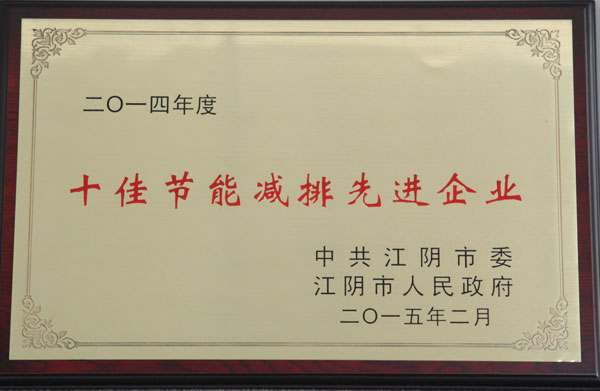 二〇一四年度
十佳节能减排先进企业
中共江阴市委
江阴市人民政府
二〇一五年二月